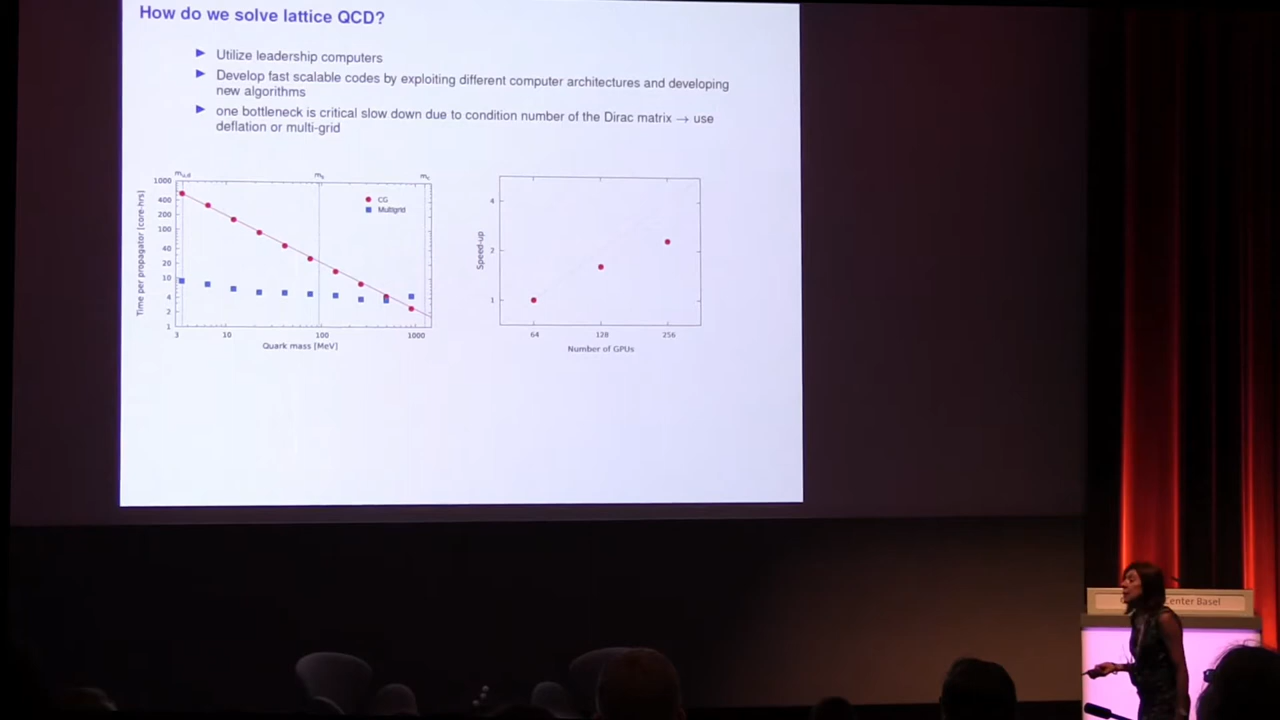 How do we solve lattice QCD?
► Utilize leadership computers
► Develop fast scalable codes by exploiting different computer architectures and developing
new algorithms
► one bottleneck is critical slow down due to condition number of the Dirac matrix → use
deflation or multi-grid
m_u,d m_s m_c
Time per propagator [core-hrs]
1000
400
200
100
40
20
10
4
2
1
CG
Multigrid
3 10 100 1000
Quark mass [MeV]
Speed-up
4
2
1
64 128 256
Number of GPUs
Center Basel